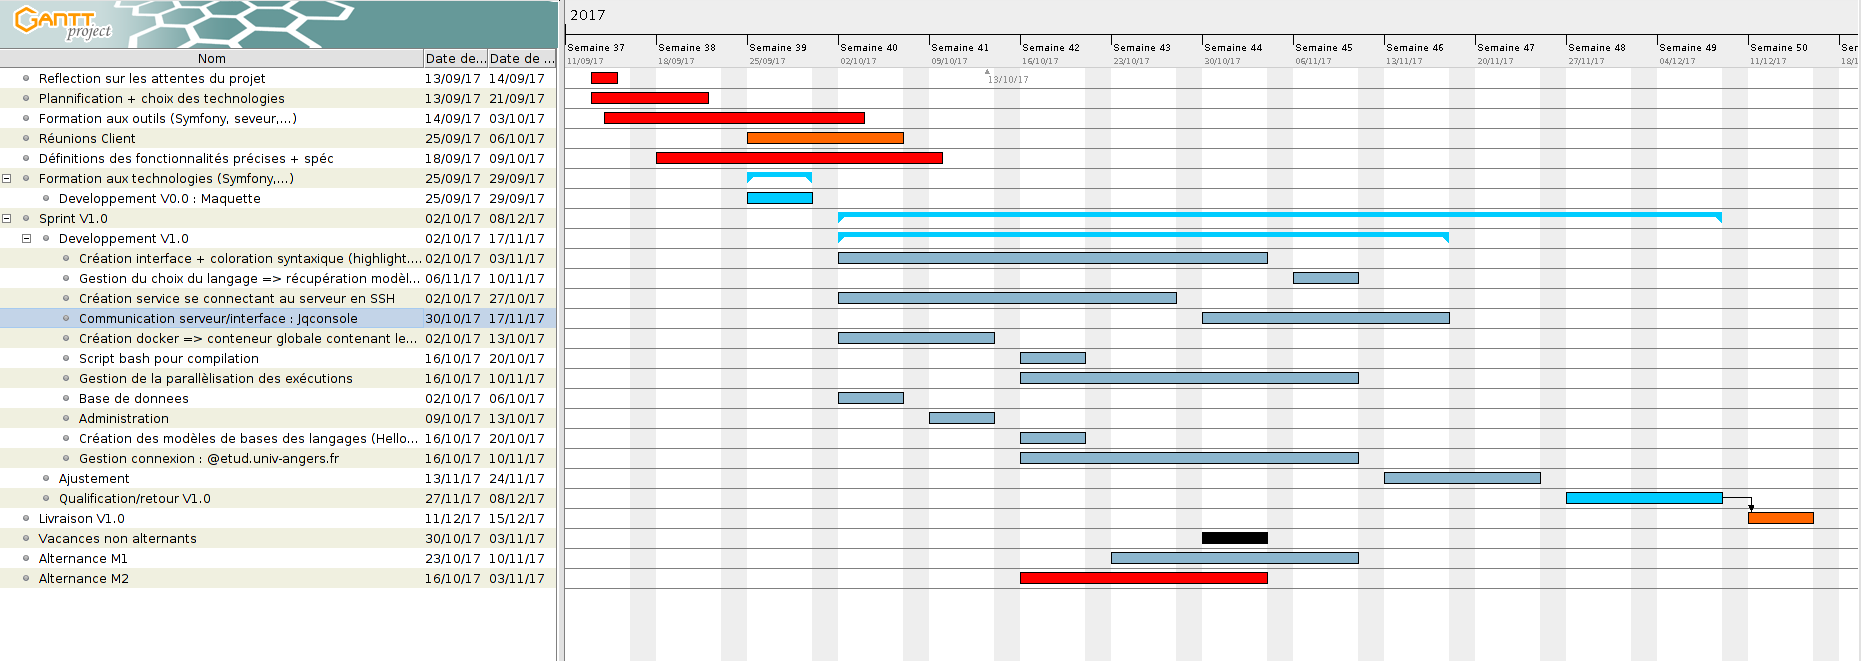 GANTT
project
2017
Semaine 37 Semaine 38 Semaine 39 Semaine 40 Semaine 41 Semaine 42 Semaine 43 Semaine 44 Semaine 45 Semaine 46 Semaine 47 Semaine 48 Semaine 49 Semaine 50 Ser
11/09/17 18/09/17 25/09/17 02/10/17 09/10/17 16/10/17 23/10/17 30/10/17 06/11/17 13/11/17 20/11/17 27/11/17 04/12/17 11/12/17 18/1
Nom Date de... Date de ...
13/10/17
Reflection sur les attentes du projet 13/09/17 14/09/17
Plannification + choix des technologies 13/09/17 21/09/17
Formation aux outils (Symfony, seveur,...) 14/09/17 03/10/17
Réunions Client 25/09/17 06/10/17
Définitions des fonctionnalités précises + spéc 18/09/17 09/10/17
Formation aux technologies (Symfony,...) 25/09/17 29/09/17
Developpement V0.0 : Maquette 25/09/17 29/09/17
Sprint V1.0 02/10/17 08/12/17
Developpement V1.0 02/10/17 17/11/17
Création interface + coloration syntaxique (highlight.... 02/10/17 03/11/17
Gestion du choix du langage => récupération modèl... 06/11/17 10/11/17
Création service se connectant au serveur en SSH 02/10/17 27/10/17
Communication serveur/interface : Jqconsole 30/10/17 17/11/17
Création docker => conteneur globale contenant le... 02/10/17 13/10/17
Script bash pour compilation 16/10/17 20/10/17
Gestion de la parallèlisation des exécutions 16/10/17 10/11/17
Base de donnees 02/10/17 06/10/17
Administration 09/10/17 13/10/17
Création des modèles de bases des langages (Hello... 16/10/17 20/10/17
Gestion connexion : @etud.univ-angers.fr 16/10/17 10/11/17
Ajustement 13/11/17 24/11/17
Qualification/retour V1.0 27/11/17 08/12/17
Livraison V1.0 11/12/17 15/12/17
Vacances non alternants 30/10/17 03/11/17
Alternance M1 23/10/17 10/11/17
Alternance M2 16/10/17 03/11/17